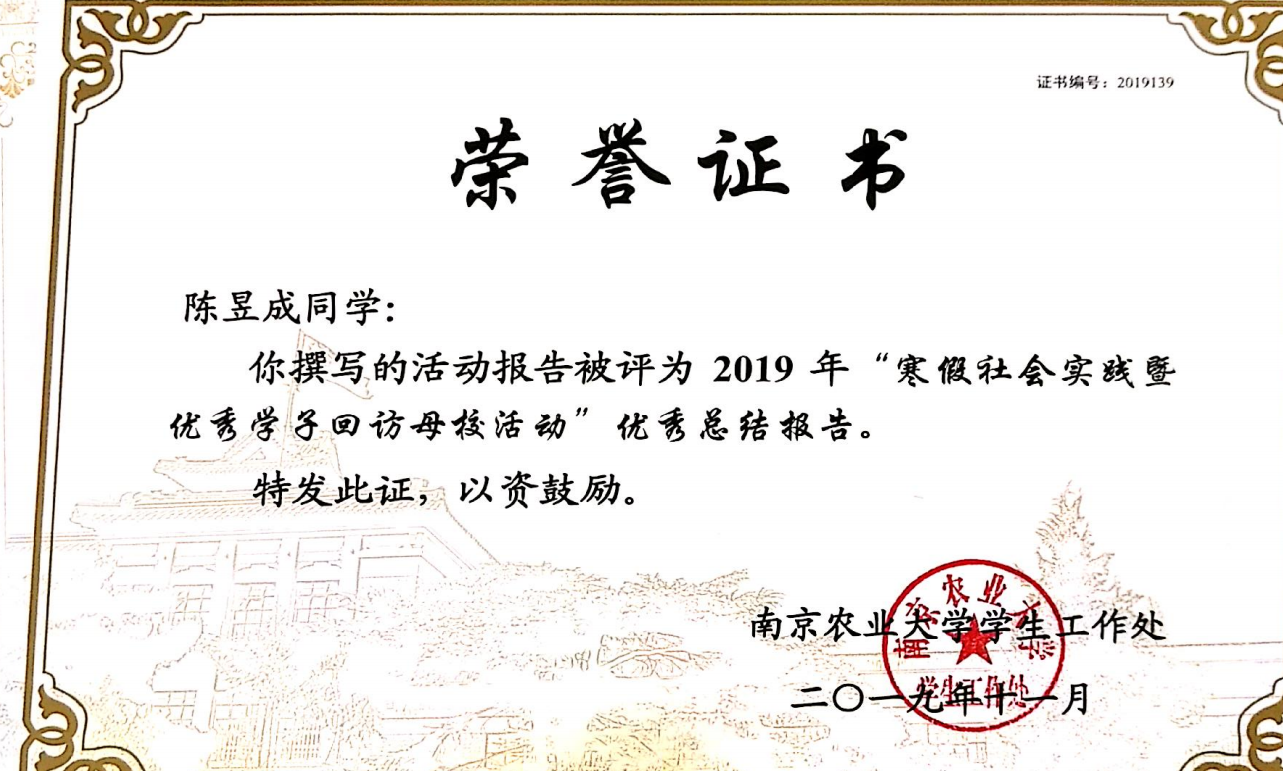 证书编号：2019139
荣誉证书
陈昱成同学：
你撰写的活动报告被评为 2019 年“寒假社会实践暨
优秀学子回访母校活动”优秀总结报告。
特发此证，以资鼓励。
南京农业大学学生工作处
二〇一九年十一月
南京农业大学
学生工作处